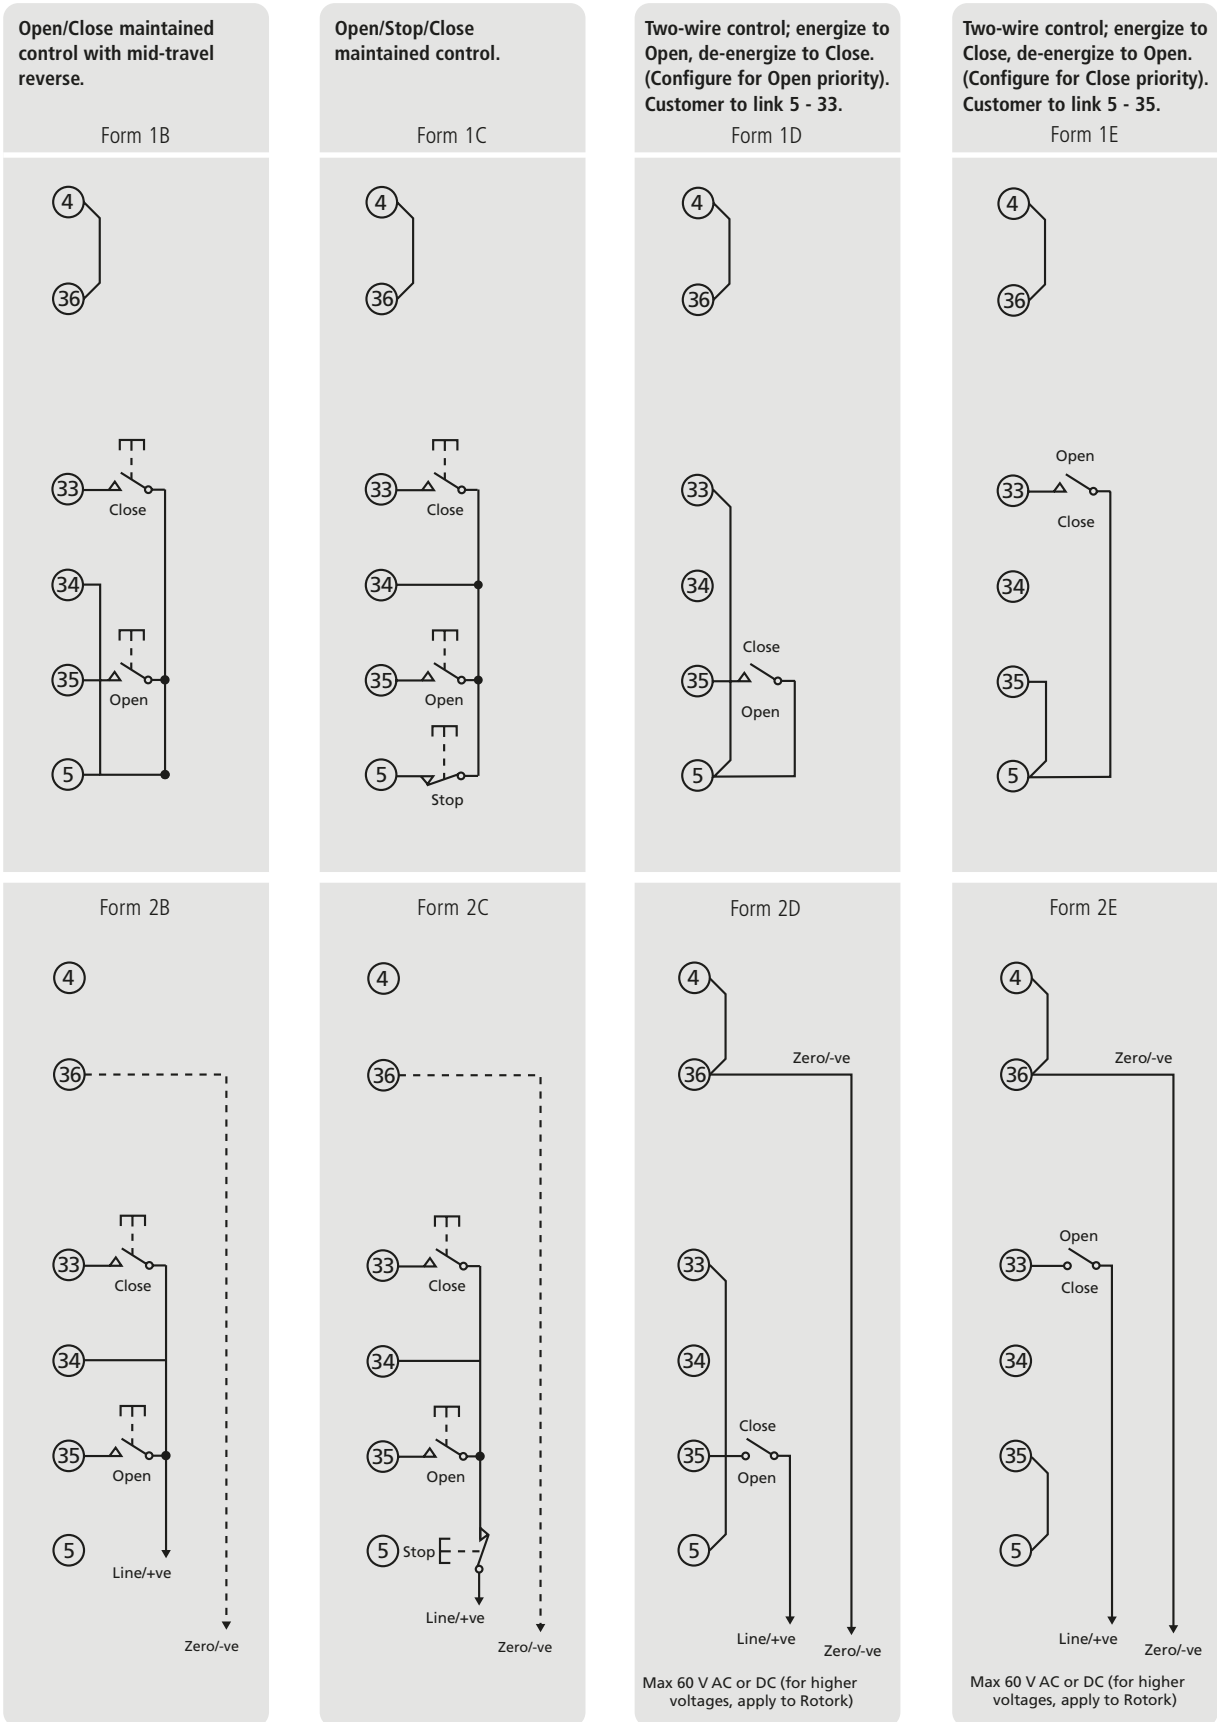 Open/Close maintained
control with mid-travel
reverse.
Form 1B
4
36
33
Close
34
35
Open
5
Open/Stop/Close
maintained control.
Form 1C
4
36
33
Close
34
35
Open
5
Stop
Two-wire control; energize to
Open, de-energize to Close.
(Configure for Open priority).
Customer to link 5 - 33.
Form 1D
4
36
33
34
Close
35
Open
5
Two-wire control; energize to
Close, de-energize to Open.
(Configure for Close priority).
Customer to link 5 - 35.
Form 1E
4
36
Open
33
Close
34
35
5
Form 2B
4
36
33
Close
34
35
Open
5
Line/+ve
Zero/-ve
Form 2C
4
36
33
Close
34
35
Open
5 Stop
Line/+ve
Zero/-ve
Form 2D
4
Zero/-ve
36
33
34
Close
35
Open
5
Line/+ve
Zero/-ve
Max 60 V AC or DC (for higher
voltages, apply to Rotork)
Form 2E
4
Zero/-ve
36
Open
33
Close
34
35
5
Line/+ve
Zero/-ve
Max 60 V AC or DC (for higher
voltages, apply to Rotork)